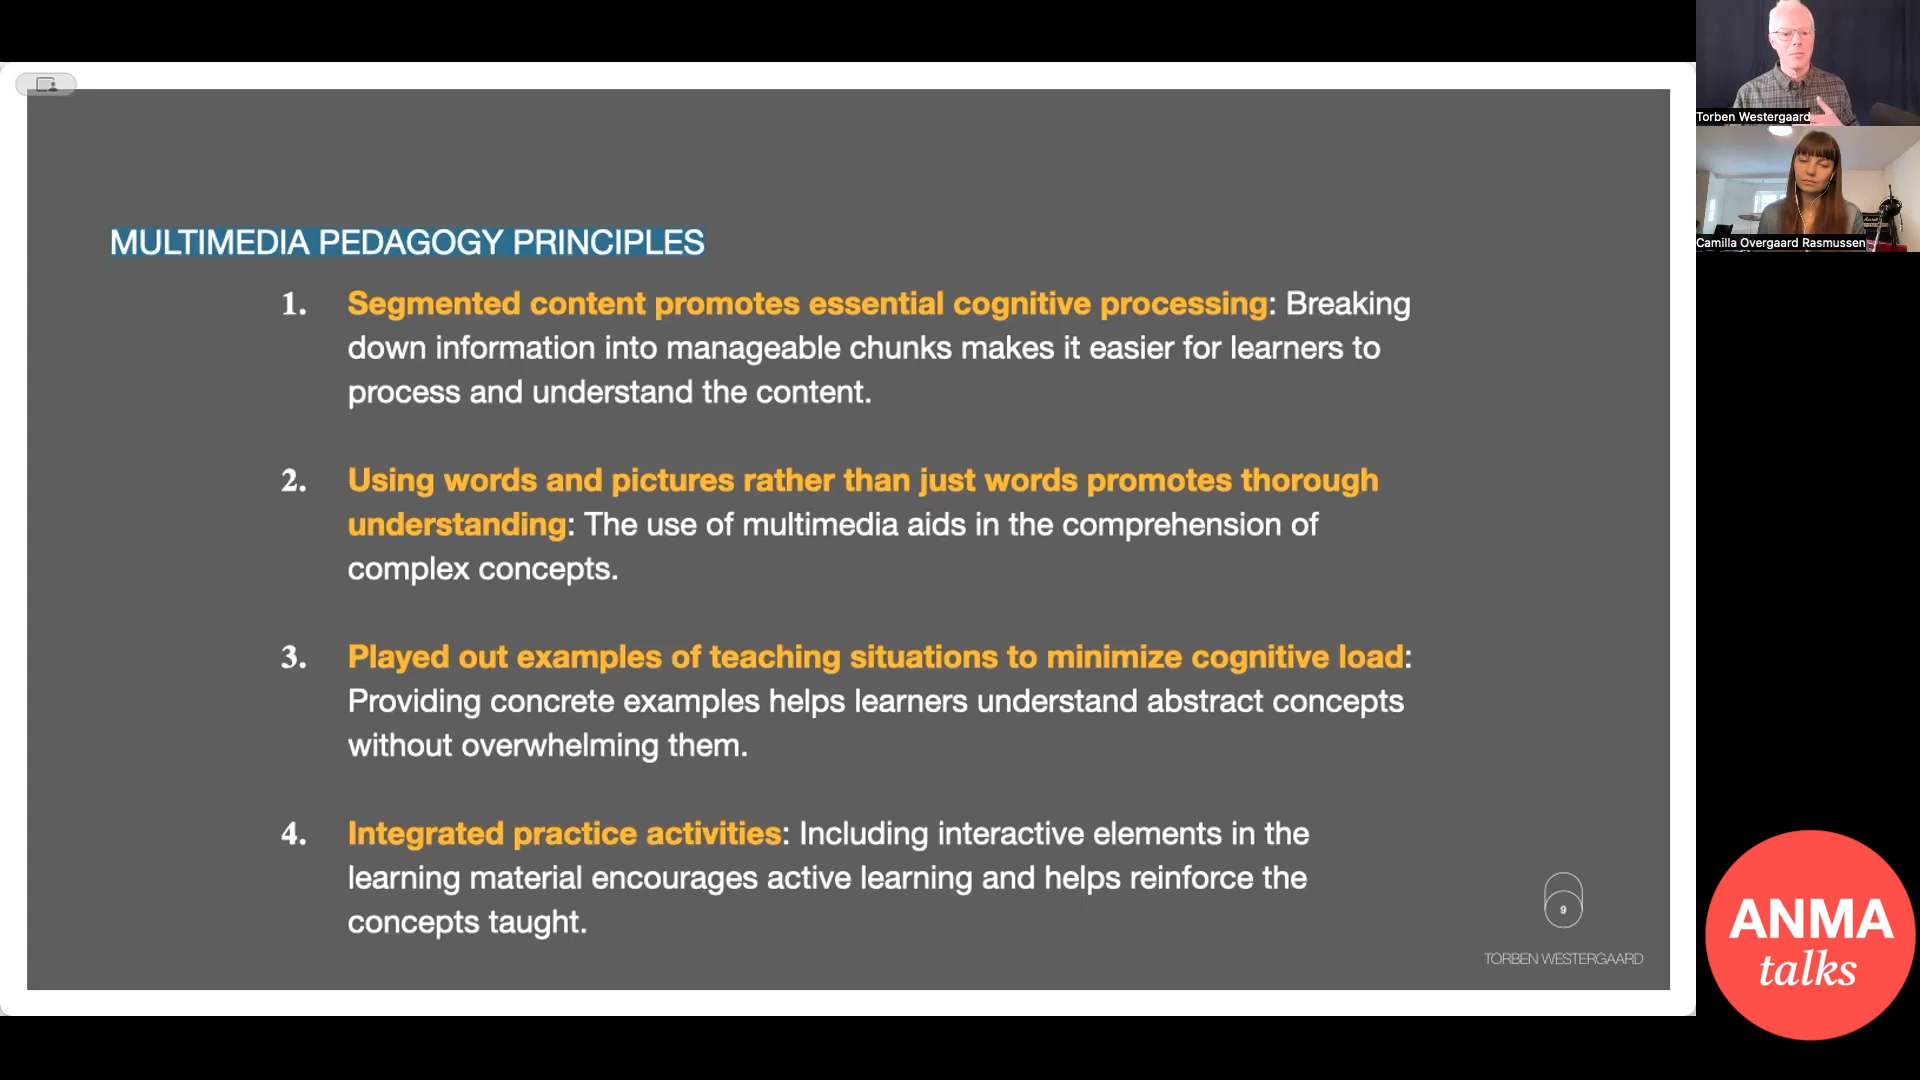 MULTIMEDIA PEDAGOGY PRINCIPLES
1. Segmented content promotes essential cognitive processing: Breaking
down information into manageable chunks makes it easier for learners to
process and understand the content.
2. Using words and pictures rather than just words promotes thorough
understanding: The use of multimedia aids in the comprehension of
complex concepts.
3. Played out examples of teaching situations to minimize cognitive load:
Providing concrete examples helps learners understand abstract concepts
without overwhelming them.
4. Integrated practice activities: Including interactive elements in the
learning material encourages active learning and helps reinforce the
concepts taught.
9
TORBEN WESTERGAARD
Torben Westergaard
Camilla Overgaard Rasmussen
ANMA
talks